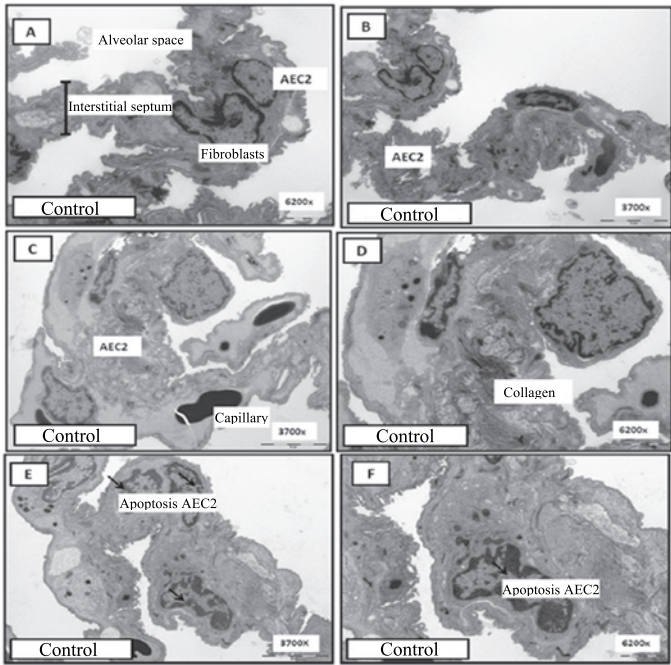 A
Alveolar space
AEC2
Interstitial septum
Fibroblasts
6200x
Control
B
AEC2
3700x
Control
C
AEC2
Capillary
3700x
Control
D
Collagen
6200x
Control
E
Apoptosis AEC2
3700X
Control
F
Apoptosis AEC2
6200X
Control